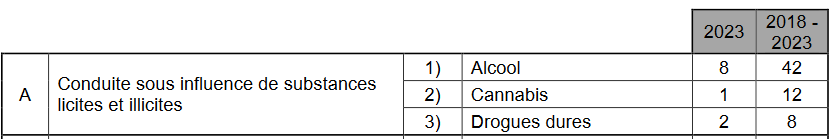 2023 2018 -
2023
A Conduite sous influence de substances
licites et illicites
1) Alcool 8 42
2) Cannabis 1 12
3) Drogues dures 2 8